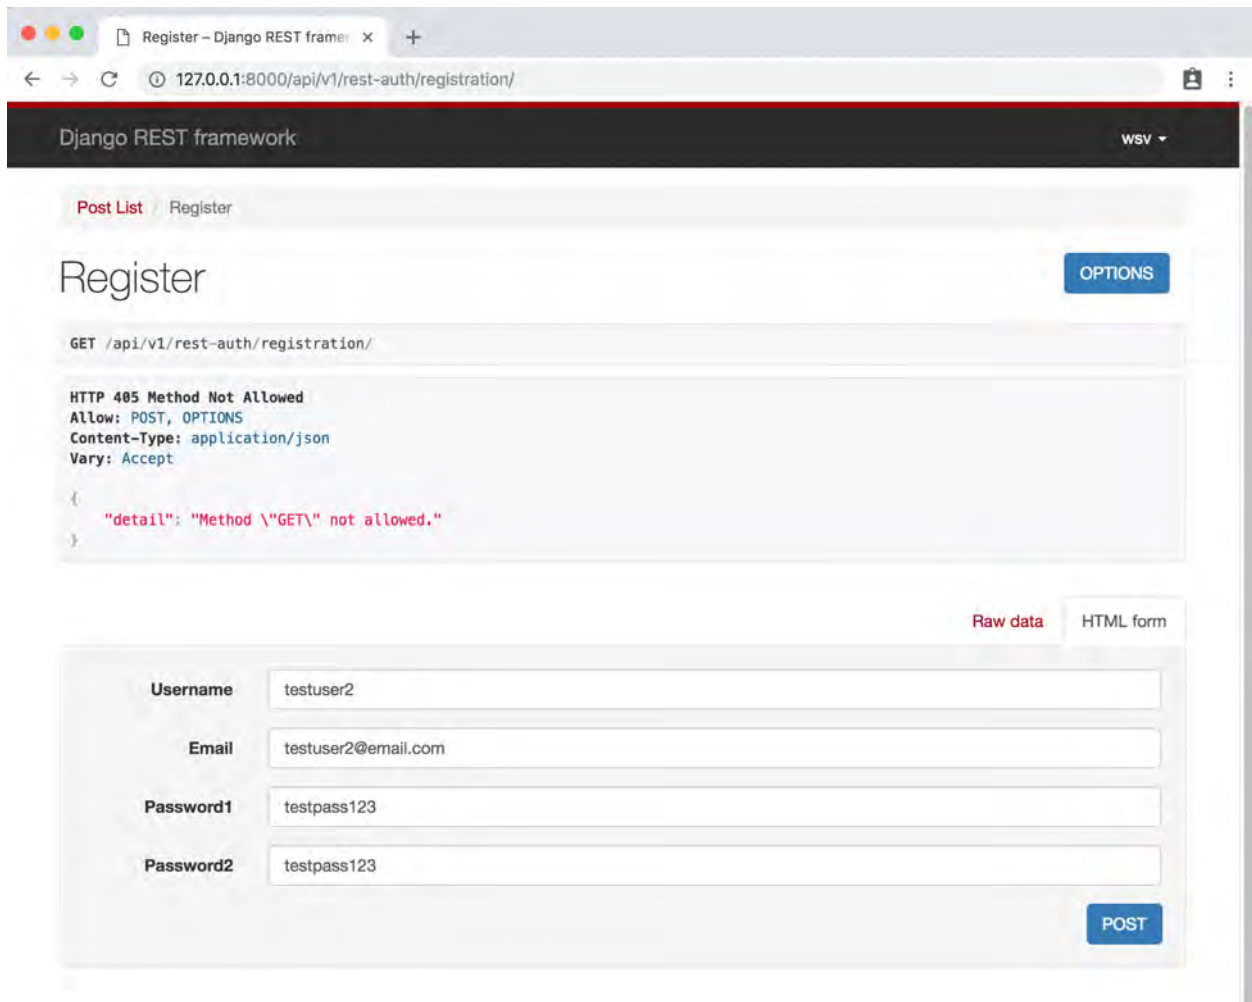 Register – Django REST frame
127.0.0.1:8000/api/v1/rest-auth/registration/
Django REST framework
wsv
Post List / Register
Register
OPTIONS
GET /api/v1/rest-auth/registration/
HTTP 405 Method Not Allowed
Allow: POST, OPTIONS
Content-Type: application/json
Vary: Accept
{
    "detail": "Method \"GET\" not allowed."
}
Raw data
HTML form
Username testuser2
Email testuser2@email.com
Password1 testpass123
Password2 testpass123
POST